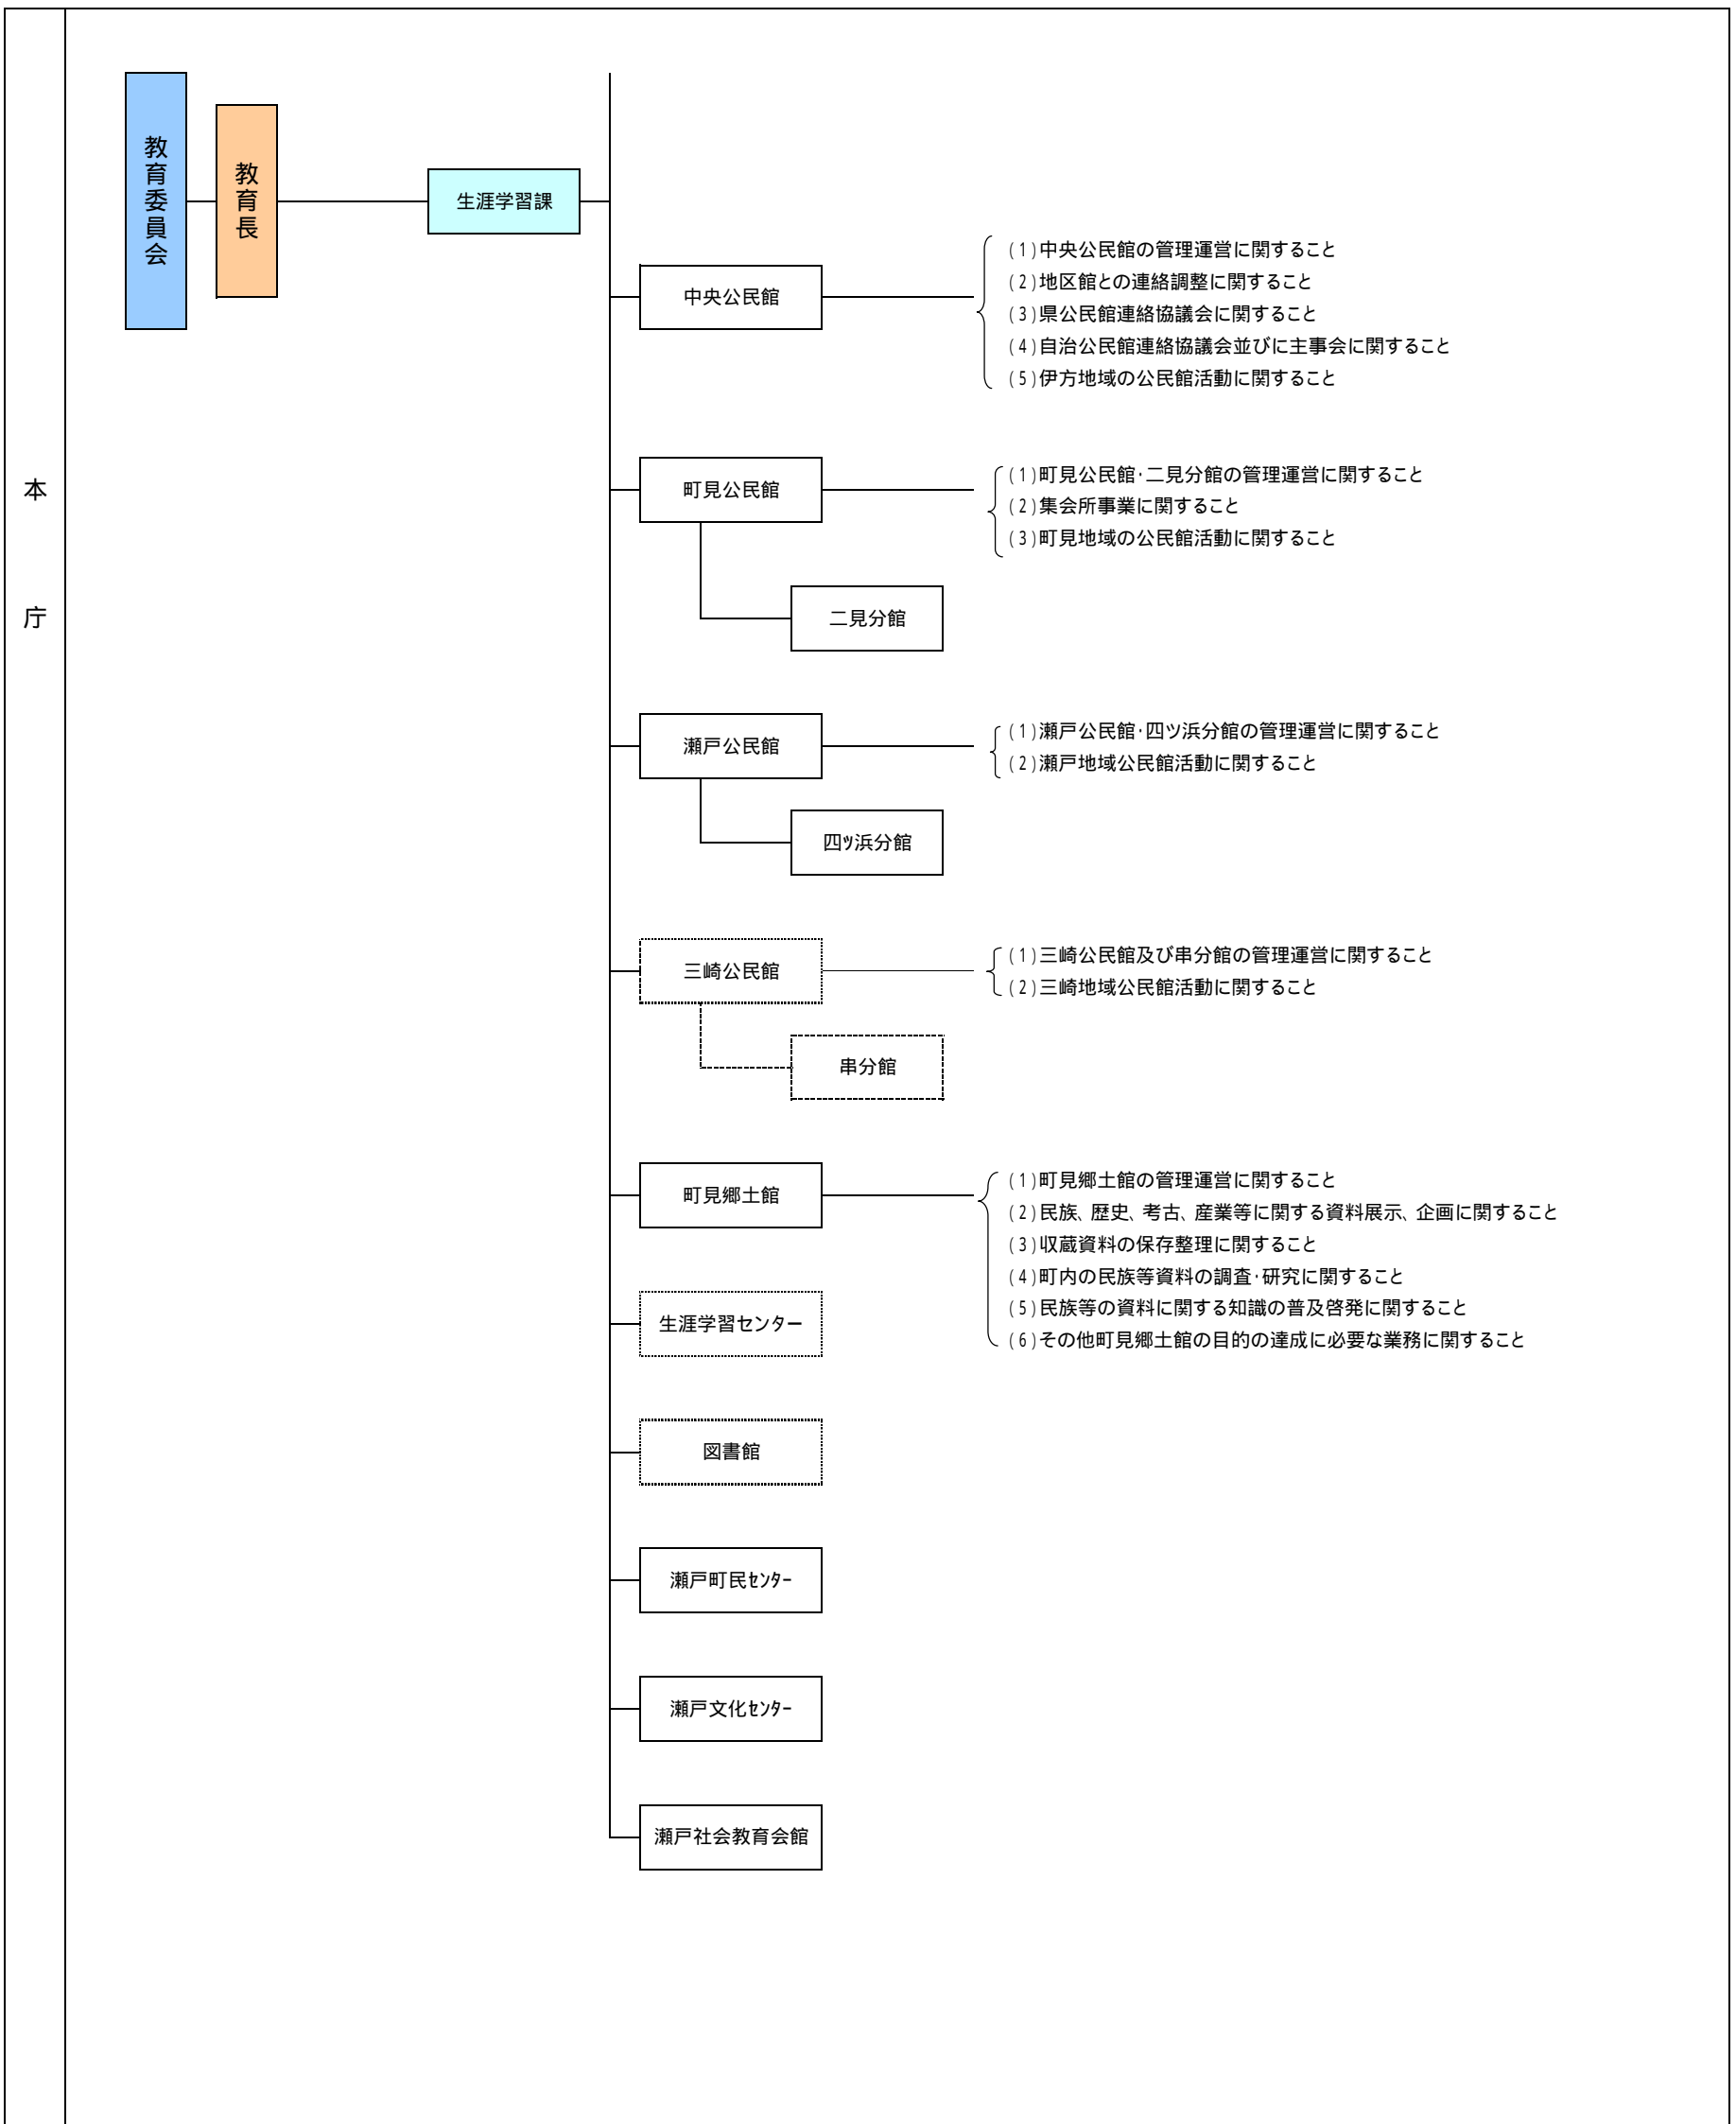 本庁
教育委員会
教育長
生涯学習課
中央公民館
(1)中央公民館の管理運営に関すること
(2)地区館との連絡調整に関すること
(3)県公民館連絡協議会に関すること
(4)自治公民館連絡協議会並びに主事会に関すること
(5)伊方地域の公民館活動に関すること
町見公民館
(1)町見公民館・二見分館の管理運営に関すること
(2)集会所事業に関すること
(3)町見地域の公民館活動に関すること
二見分館
瀬戸公民館
(1)瀬戸公民館・四ツ浜分館の管理運営に関すること
(2)瀬戸地域公民館活動に関すること
四ッ浜分館
三崎公民館
(1)三崎公民館及び串分館の管理運営に関すること
(2)三崎地域公民館活動に関すること
串分館
町見郷土館
(1)町見郷土館の管理運営に関すること
(2)民族、歴史、考古、産業等に関する資料展示、企画に関すること
(3)収蔵資料の保存整理に関すること
(4)町内の民族等資料の調査・研究に関すること
(5)民族等の資料に関する知識の普及啓発に関すること
(6)その他町見郷土館の目的の達成に必要な業務に関すること
生涯学習センター
図書館
瀬戸町民ｾﾝﾀｰ
瀬戸文化ｾﾝﾀｰ
瀬戸社会教育会館